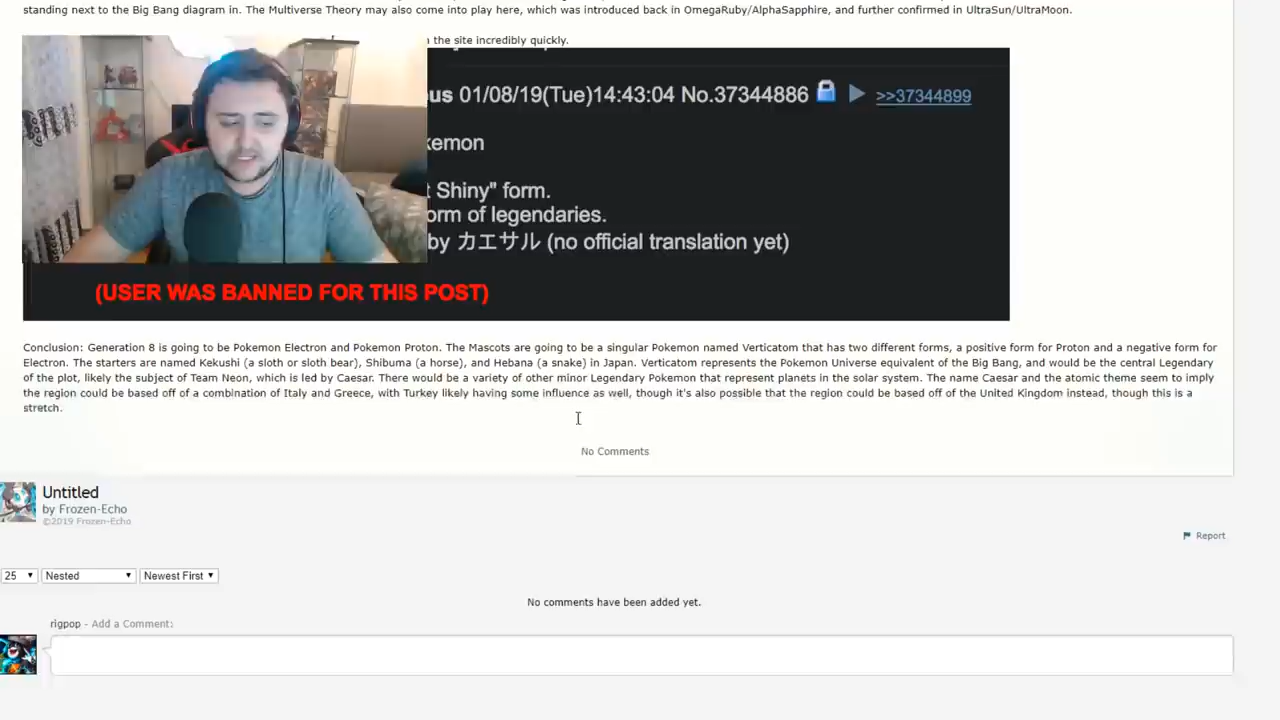 standing next to the Big Bang diagram in. The Multiverse Theory may also come into play here, which was introduced back in OmegaRuby/AlphaSapphire, and further confirmed in UltraSun/UltraMoon.
the site incredibly quickly.
us 01/08/19(Tue)14:43:04 No.37344886 >>37344899
kemon
t Shiny" form.
orm of legendaries.
by カエサル (no official translation yet)
(USER WAS BANNED FOR THIS POST)
Conclusion: Generation 8 is going to be Pokemon Electron and Pokemon Proton. The Mascots are going to be a singular Pokemon named Verticatom that has two different forms, a positive form for Proton and a negative form for
Electron. The starters are named Kekushi (a sloth or sloth bear), Shibuma (a horse), and Hebana (a snake) in Japan. Verticatom represents the Pokemon Universe equivalent of the Big Bang, and would be the central Legendary
of the plot, likely the subject of Team Neon, which is led by Caesar. There would be a variety of other minor Legendary Pokemon that represent planets in the solar system. The name Caesar and the atomic theme seem to imply
the region could be based off of a combination of Italy and Greece, with Turkey likely having some influence as well, though it's also possible that the region could be based off of the United Kingdom instead, though this is a
stretch.
No Comments
Untitled
by Frozen-Echo
©2019 Frozen-Echo
Report
25 Nested Newest First
No comments have been added yet.
rigpop - Add a Comment: